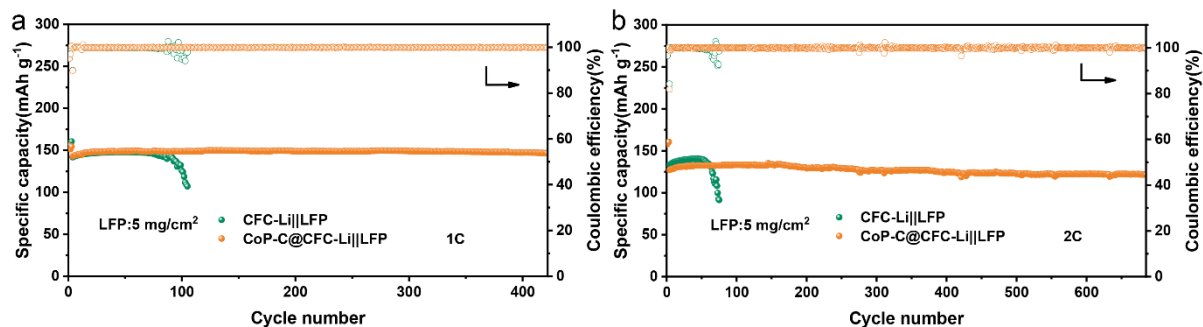 a
300
250
200
150
100
50
0
Specific capacity(mAh g-1)
100
80
60
40
20
0
Coulombic efficiency(%)
LFP:5 mg/cm2
CFC-Li||LFP
CoP-C@CFC-Li||LFP
1C
0 100 200 300 400
Cycle number
b
300
250
200
150
100
50
0
Specific capacity(mAh g-1)
100
80
60
40
20
0
Coulombic efficiency(%)
LFP:5 mg/cm2
CFC-Li||LFP
CoP-C@CFC-Li||LFP
2C
0 100 200 300 400 500 600
Cycle number